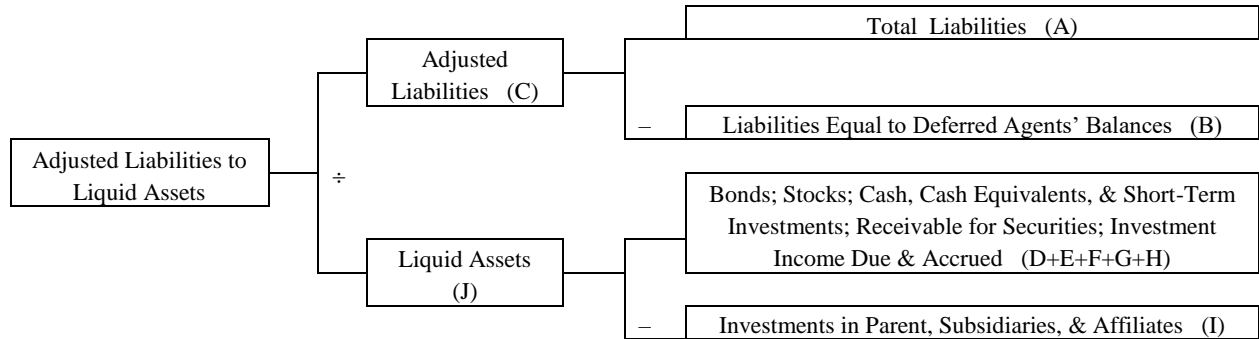 Total Liabilities (A)
Adjusted
Liabilities (C)
– Liabilities Equal to Deferred Agents’ Balances (B)
Adjusted Liabilities to
Liquid Assets
÷
Bonds; Stocks; Cash, Cash Equivalents, & Short-Term
Investments; Receivable for Securities; Investment
Income Due & Accrued (D+E+F+G+H)
Liquid Assets
(J)
– Investments in Parent, Subsidiaries, & Affiliates (I)